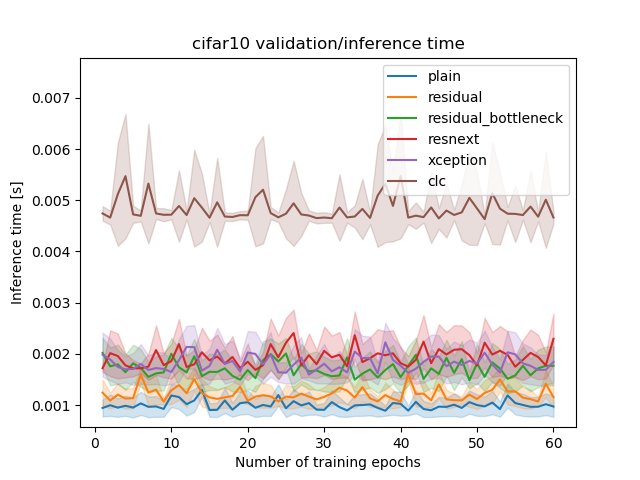 cifar10 validation/inference time
plain
residual
residual_bottleneck
resnext
xception
clc
0.007
0.006
0.005
0.004
0.003
0.002
0.001
Inference time [s]
0 10 20 30 40 50 60
Number of training epochs